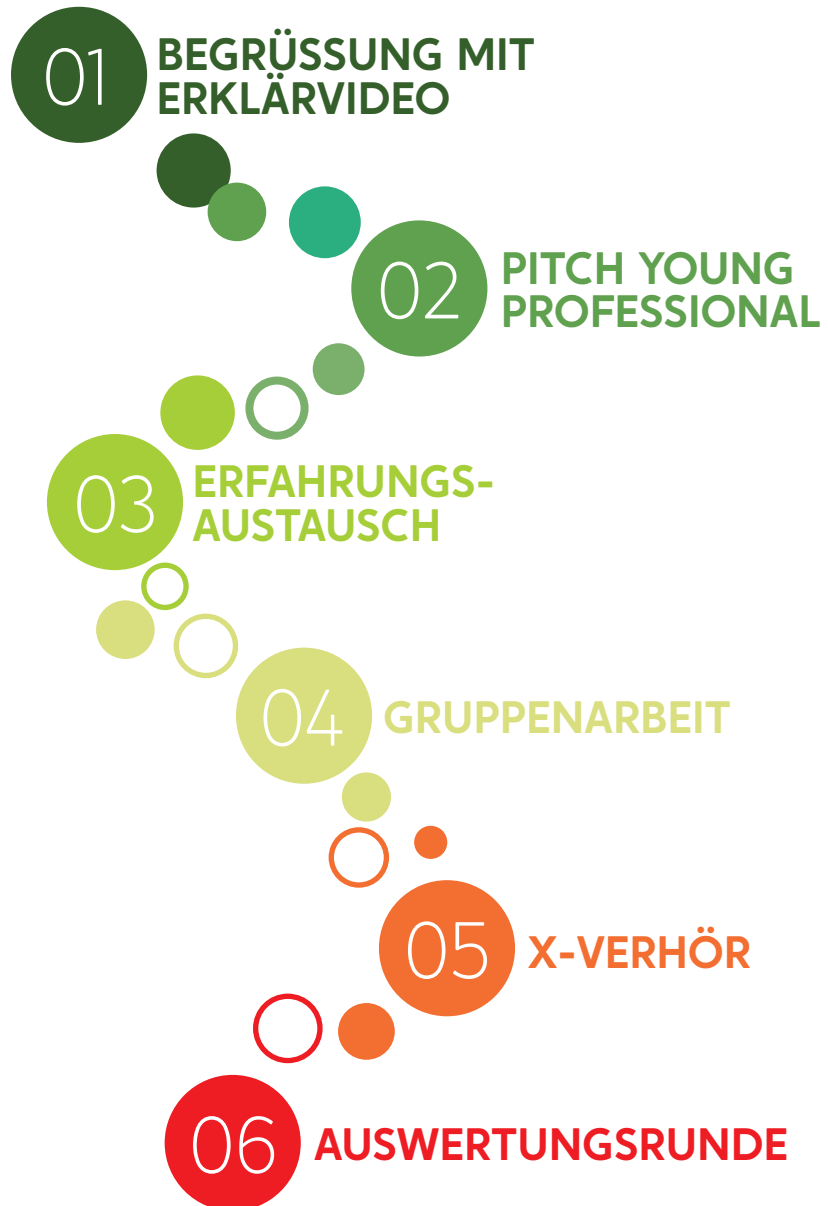 01
BEGRÜSSUNG MIT
ERKLÄRVIDEO
02
PITCH YOUNG
PROFESSIONAL
03
ERFAHRUNGS-
AUSTAUSCH
04
GRUPPENARBEIT
05
X-VERHÖR
06
AUSWERTUNGSRUNDE